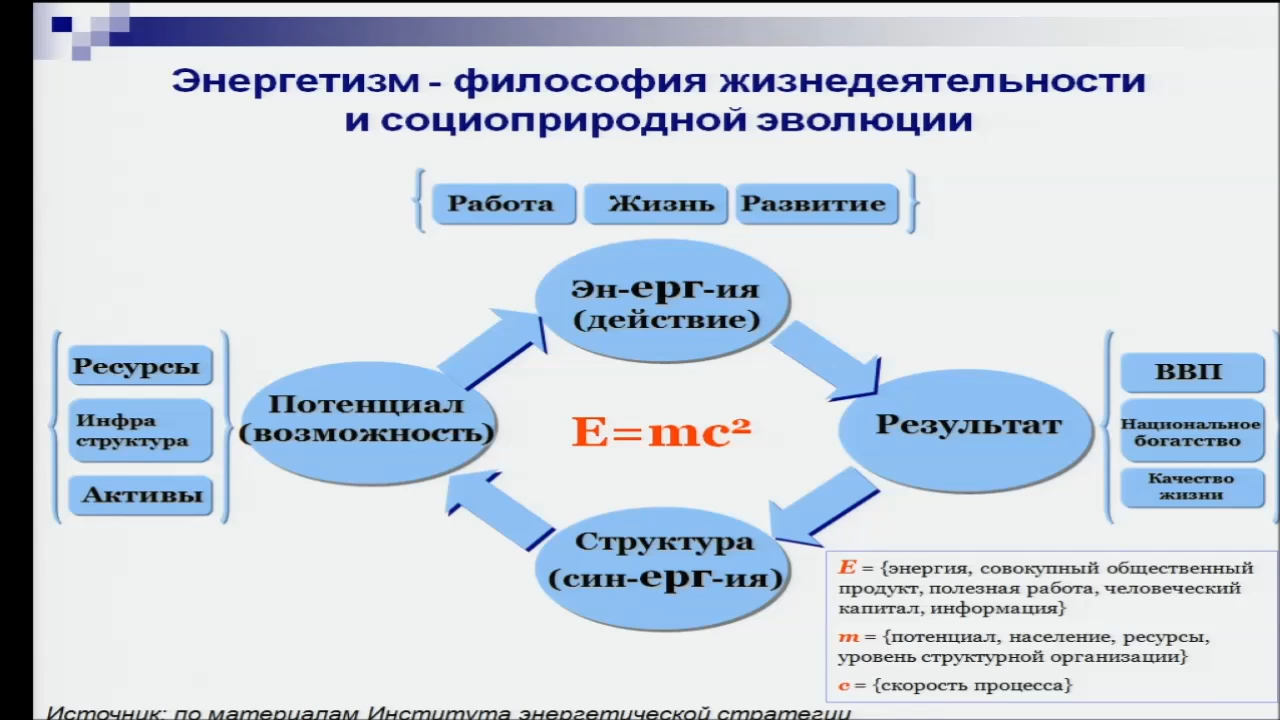 Энергетизм - философия жизнедеятельности
и социоприродной эволюции
Работа
Жизнь
Развитие
Эн-ерг-ия
(действие)
Ресурсы
Инфра
структура
Активы
Потенциал
(возможность)
E=mc²
Результат
ВВП
Национальное
богатство
Качество
жизни
Структура
(син-ерг-ия)
E = {энергия, совокупный общественный
продукт, полезная работа, человеческий
капитал, информация}
m = {потенциал, население, ресурсы,
уровень структурной организации}
c = {скорость процесса}
Источник: по материалам Института энергетической стратегии